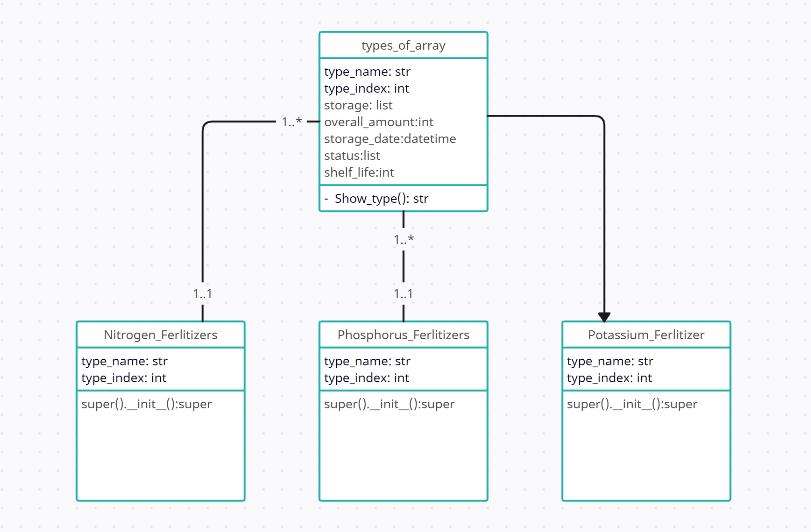 types_of_array
type_name: str
type_index: int
storage: list
overall_amount:int
storage_date:datetime
status:list
shelf_life:int
- Show_type(): str
1..*
1..*
1..1
1..1
Nitrogen_Ferlitizers
type_name: str
type_index: int
super().__init__():super
Phosphorus_Ferlitizers
type_name: str
type_index: int
super().__init__():super
Potassium_Ferlitizer
type_name: str
type_index: int
super().__init__():super